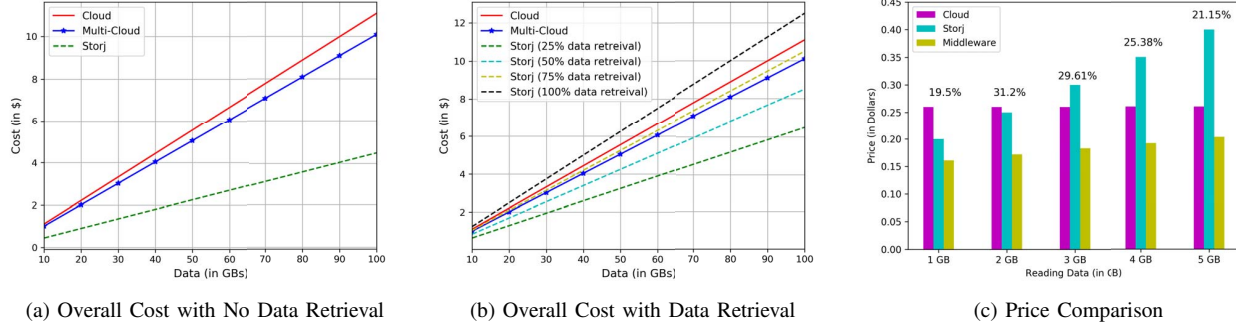 Cloud
Multi-Cloud
Storj
Cost (in $)
10
8
6
4
2
0
10 20 30 40 50 60 70 80 90 100
Data (in GBs)
(a) Overall Cost with No Data Retrieval
Cloud
Multi-Cloud
Storj (25% data retreival)
Storj (50% data retreival)
Storj (75% data retreival)
Storj (100% data retreival)
Cost (in $)
12
10
8
6
4
2
10 20 30 40 50 60 70 80 90 100
Data (in GBs)
(b) Overall Cost with Data Retrieval
Cloud
Storj
Middleware
19.5%
31.2%
29.61%
25.38%
21.15%
Price (in Dollars)
0.45
0.40
0.35
0.30
0.25
0.20
0.15
0.10
0.05
0.00
1 GB 2 GB 3 GB 4 GB 5 GB
Reading Data (in GB)
(c) Price Comparison